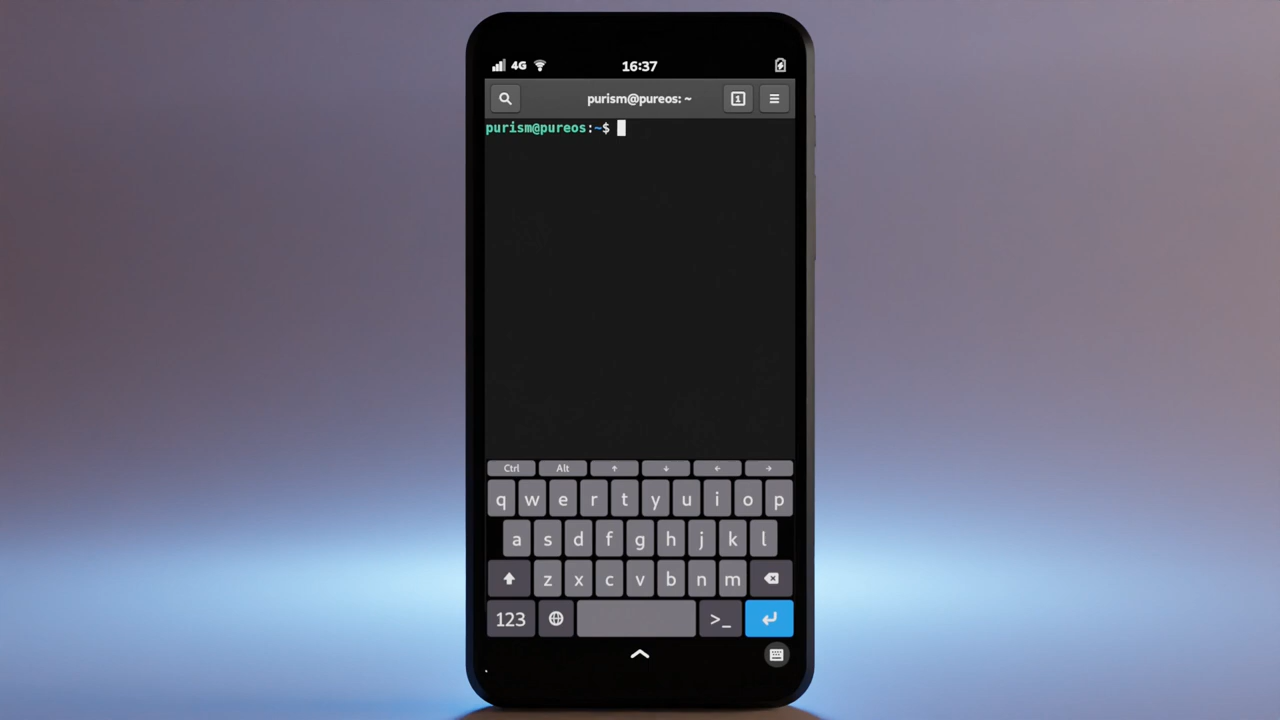 4G 16:37
purism@pureos: ~ 1
purism@pureos:~$
Ctrl Alt ↑ ↓ ← →
q w e r t y u i o p
a s d f g h j k l
z x c v b n m
123 >_